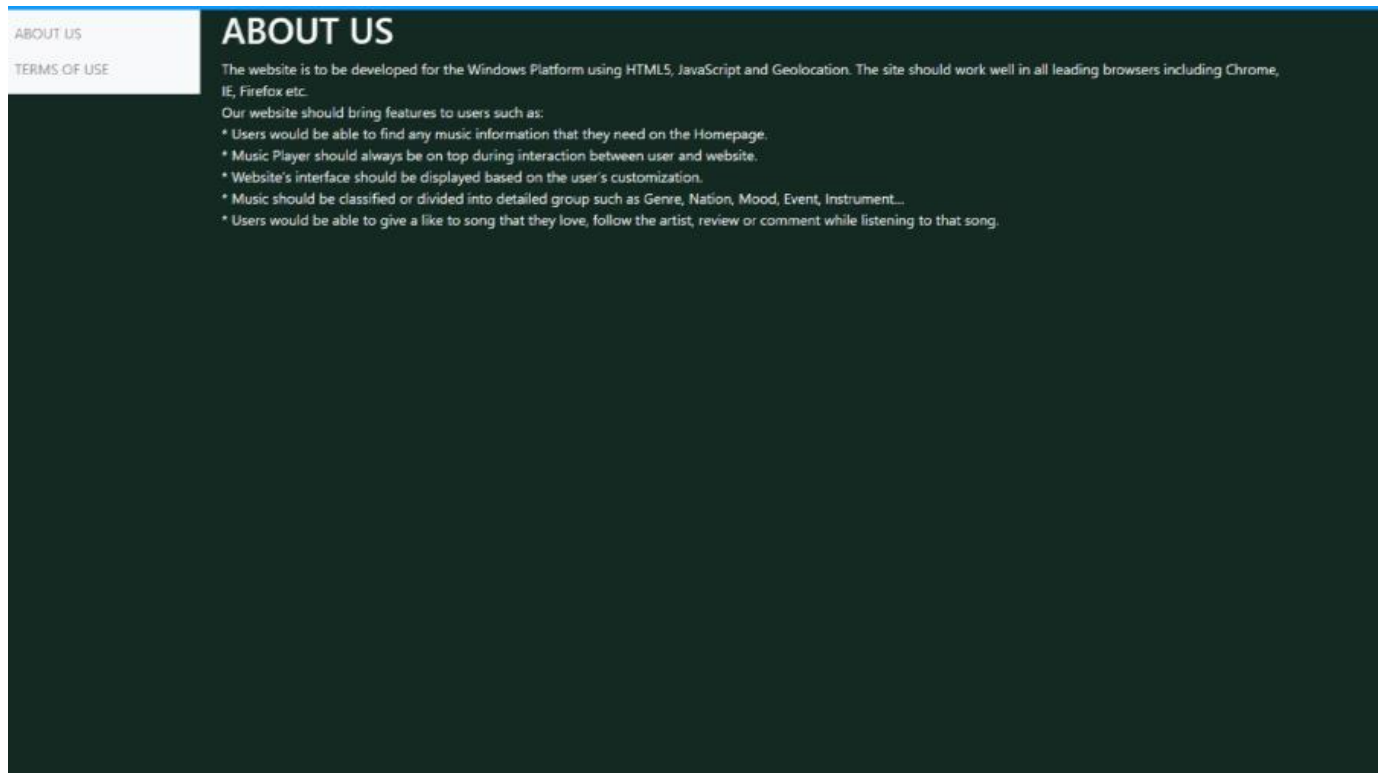 ABOUT US
TERMS OF USE
ABOUT US
The website is to be developed for the Windows Platform using HTML5, JavaScript and Geolocation. The site should work well in all leading browsers including Chrome,
IE, Firefox etc.
Our website should bring features to users such as:
* Users would be able to find any music information that they need on the Homepage.
* Music Player should always be on top during interaction between user and website.
* Website's interface should be displayed based on the user's customization.
* Music should be classified or divided into detailed group such as Genre, Nation, Mood, Event, Instrument...
* Users would be able to give a like to song that they love, follow the artist, review or comment while listening to that song.